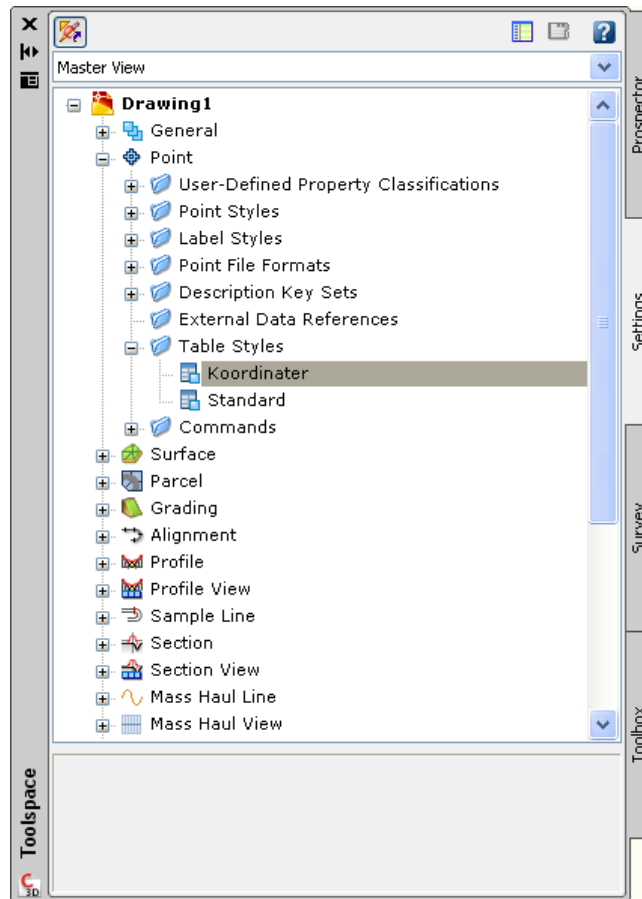 Master View
Drawing1
General
Point
User-Defined Property Classifications
Point Styles
Label Styles
Point File Formats
Description Key Sets
External Data References
Table Styles
Koordinater
Standard
Commands
Surface
Parcel
Grading
Alignment
Profile
Profile View
Sample Line
Section
Section View
Mass Haul Line
Mass Haul View
Prospector
Settings
Survey
Toolbox
Toolspace
C
3D